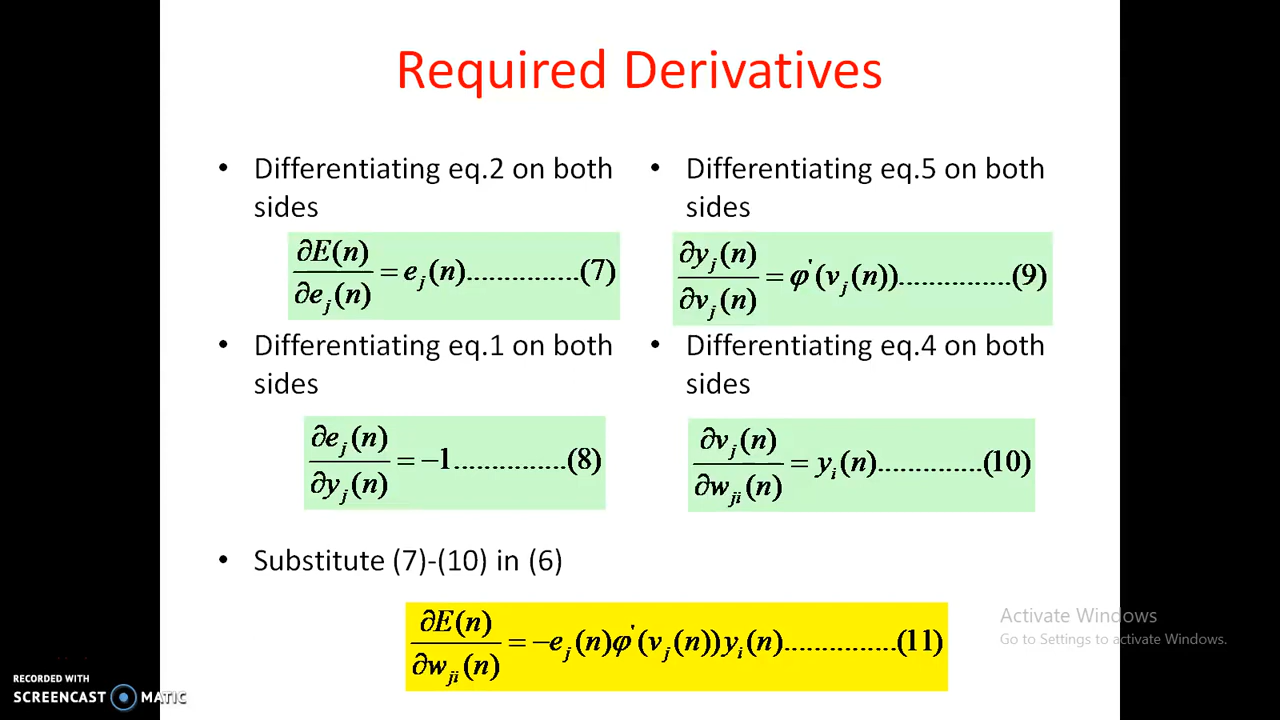 Required Derivatives
• Differentiating eq.2 on both
sides
∂E(n)/∂e_j(n) = e_j(n)...............(7)
• Differentiating eq.1 on both
sides
∂e_j(n)/∂y_j(n) = −1...............(8)
• Differentiating eq.5 on both
sides
∂y_j(n)/∂v_j(n) = φ'(v_j(n))...............(9)
• Differentiating eq.4 on both
sides
∂v_j(n)/∂w_ji(n) = y_i(n)..............(10)
• Substitute (7)-(10) in (6)
∂E(n)/∂w_ji(n) = −e_j(n)φ'(v_j(n))y_i(n)...............(11)
Activate Windows
Go to Settings to activate Windows.
RECORDED WITH
SCREENCAST MATIC